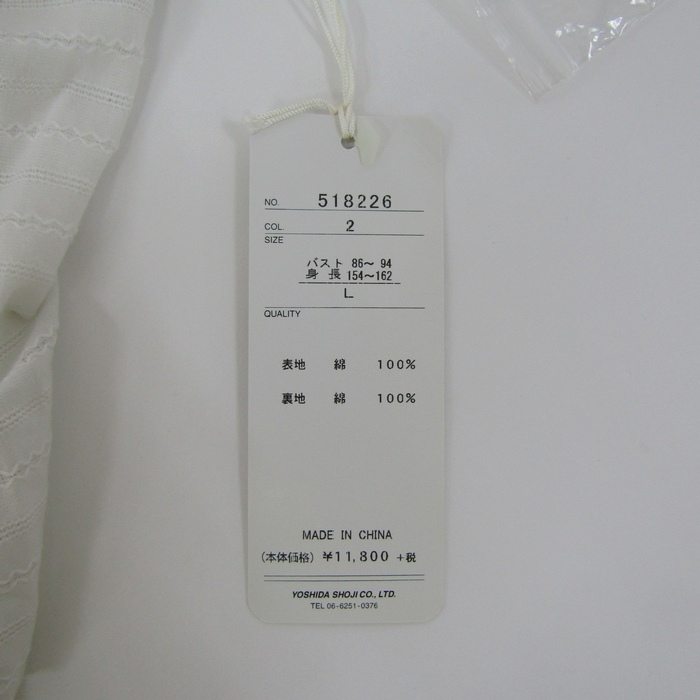 NO. 518226
COL. 2
SIZE
バスト 86〜 94
身 長 154〜162
L
QUALITY
表地 綿 100%
裏地 綿 100%
MADE IN CHINA
(本体価格) ¥11,800 +税
YOSHIDA SHOJI CO., LTD.
TEL 06-6251-0376